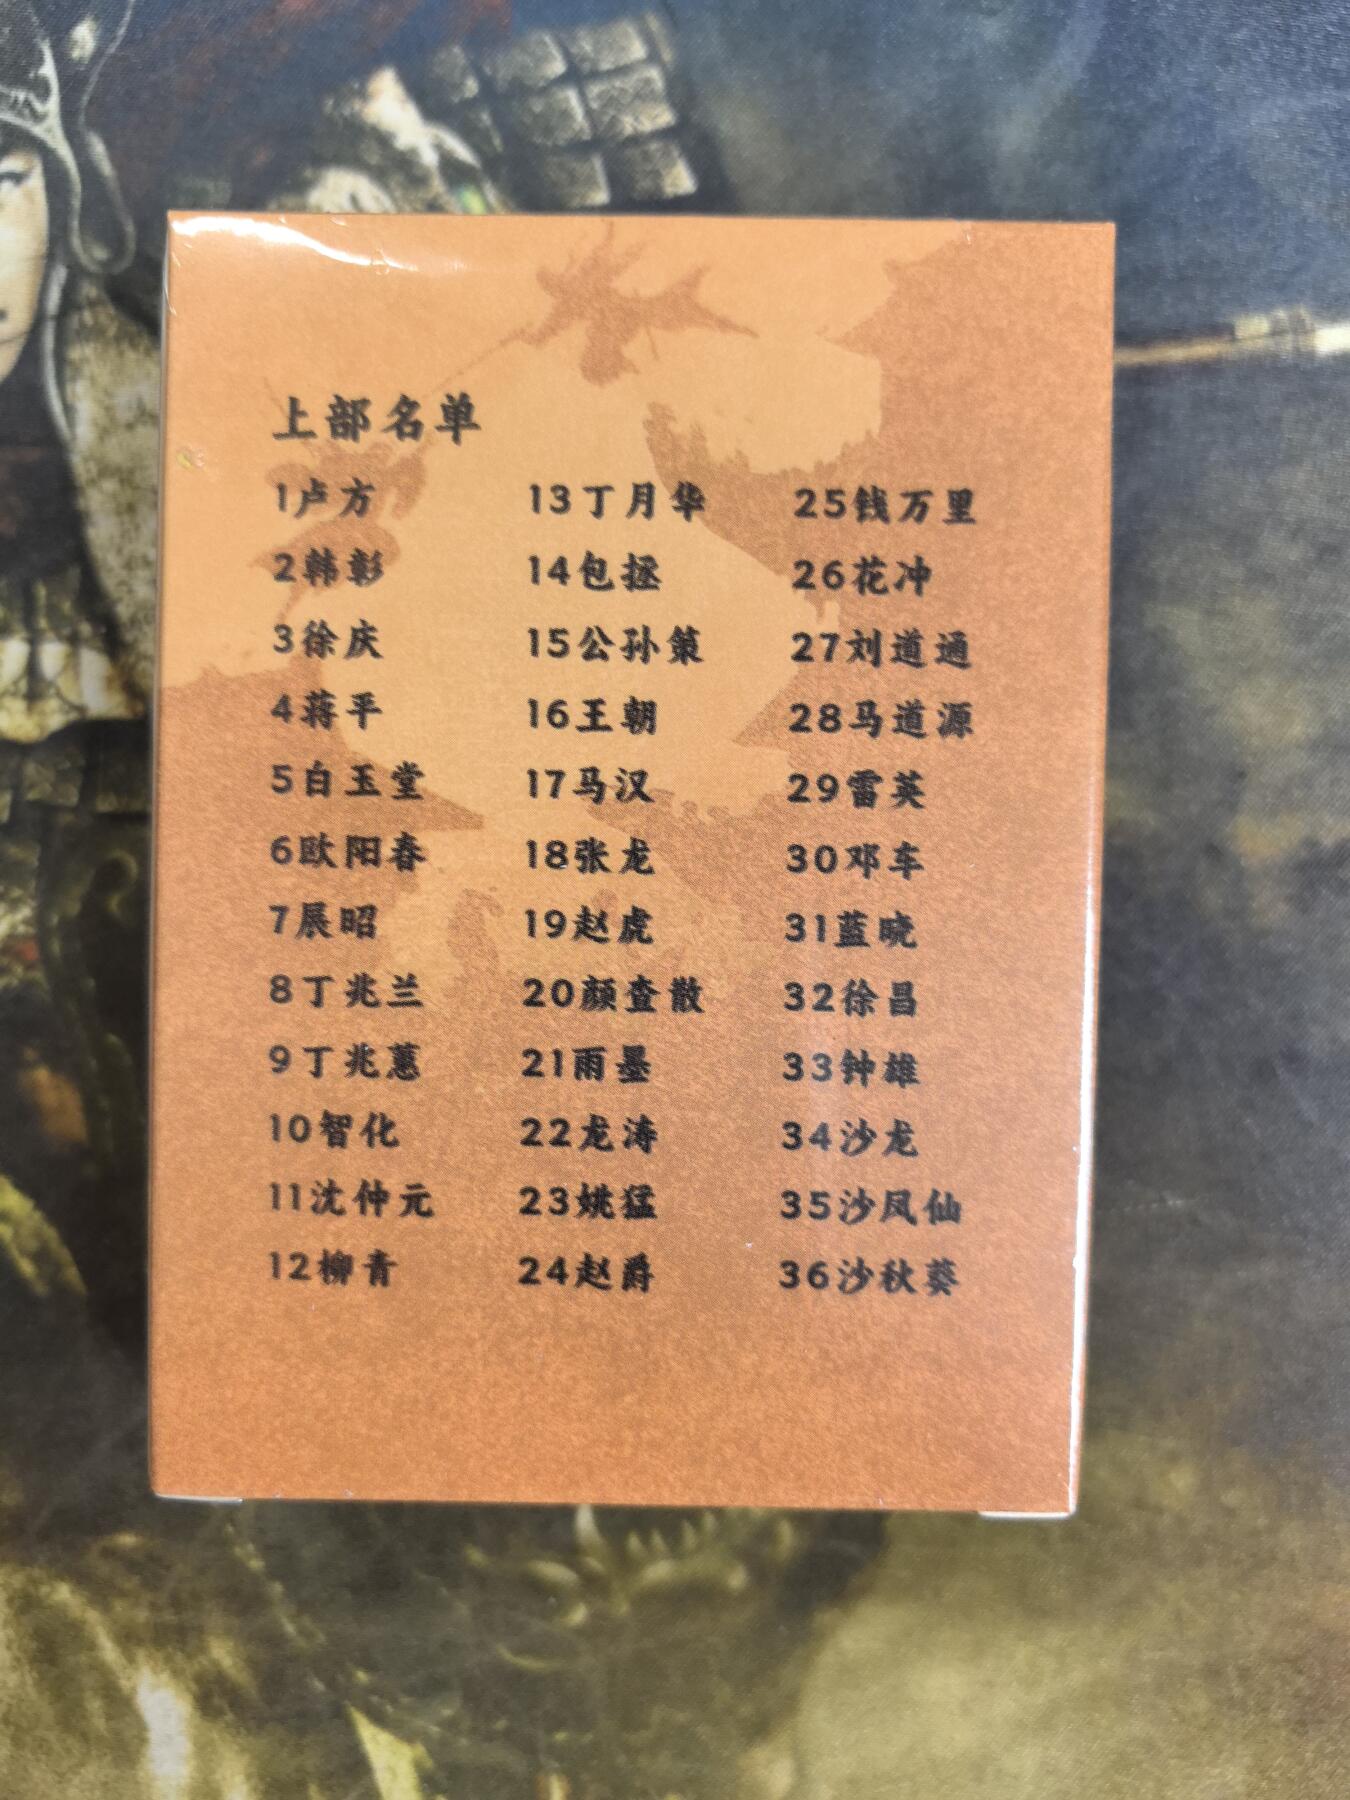 上部名单
1卢方
2韩彰
3徐庆
4蒋平
5白玉堂
6欧阳春
7展昭
8丁兆兰
9丁兆蕙
10智化
11沈仲元
12柳青
13丁月华
14包拯
15公孙策
16王朝
17马汉
18张龙
19赵虎
20颜查散
21雨墨
22龙涛
23姚猛
24赵爵
25钱万里
26花冲
27刘道通
28马道源
29雷英
30邓车
31蓝晓
32徐昌
33钟雄
34沙龙
35沙凤仙
36沙秋葵